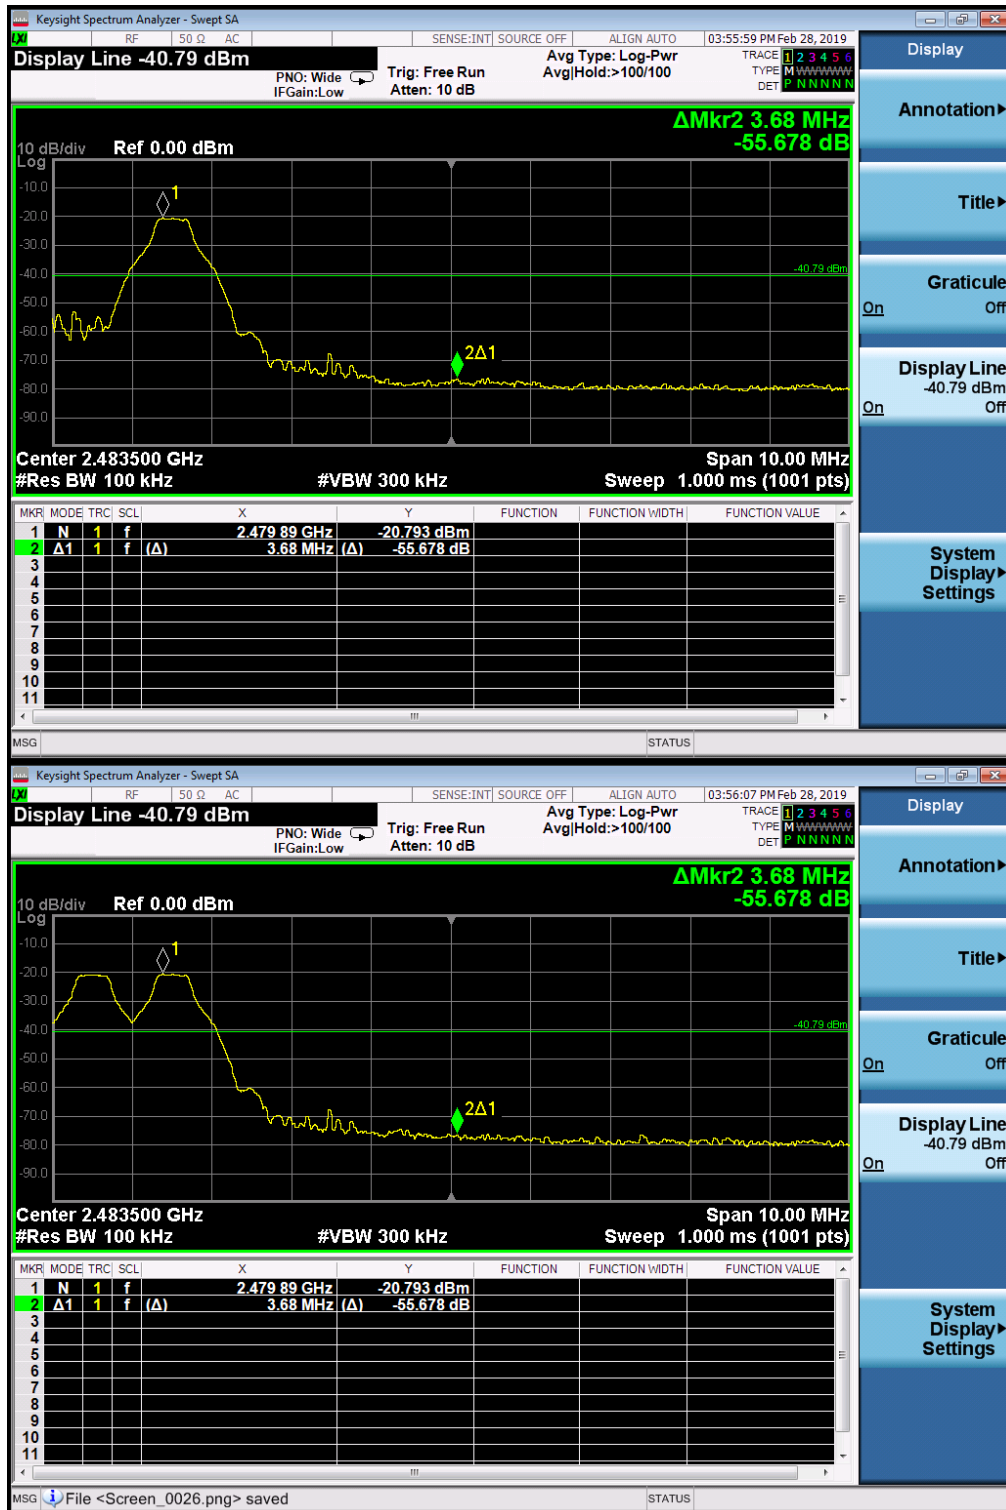 Keysight Spectrum Analyzer - Swept SA
LXI RF 50 Ω AC SENSE:INT SOURCE OFF ALIGN AUTO 03:55:59 PM Feb 28, 2019
Display Line -40.79 dBm
PNO: Wide Trig: Free Run Avg Type: Log-Pwr TRACE 1 2 3 4 5 6
IFGain:Low Atten: 10 dB Avg|Hold:>100/100 TYPE M WWWWW
DET P N N N N N
ΔMkr2 3.68 MHz
-55.678 dB
10 dB/div Ref 0.00 dBm
Log
-10.0
-20.0
-30.0
-40.0
-50.0
-60.0
-70.0
-80.0
-90.0
1
-40.79 dBm
2Δ1
Center 2.483500 GHz Span 10.00 MHz
#Res BW 100 kHz #VBW 300 kHz Sweep 1.000 ms (1001 pts)
MKR MODE TRC SCL X Y FUNCTION FUNCTION WIDTH FUNCTION VALUE
1 N 1 f 2.479 89 GHz -20.793 dBm
2 Δ1 1 f (Δ) 3.68 MHz (Δ) -55.678 dB
3
4
5
6
7
8
9
10
11
MSG STATUS
Display
Annotation
Title
Graticule
On Off
Display Line
-40.79 dBm
On Off
System
Display
Settings
Keysight Spectrum Analyzer - Swept SA
LXI RF 50 Ω AC SENSE:INT SOURCE OFF ALIGN AUTO 03:56:07 PM Feb 28, 2019
Display Line -40.79 dBm
PNO: Wide Trig: Free Run Avg Type: Log-Pwr TRACE 1 2 3 4 5 6
IFGain:Low Atten: 10 dB Avg|Hold:>100/100 TYPE M WWWWW
DET P N N N N N
ΔMkr2 3.68 MHz
-55.678 dB
10 dB/div Ref 0.00 dBm
Log
-10.0
-20.0
-30.0
-40.0
-50.0
-60.0
-70.0
-80.0
-90.0
1
-40.79 dBm
2Δ1
Center 2.483500 GHz Span 10.00 MHz
#Res BW 100 kHz #VBW 300 kHz Sweep 1.000 ms (1001 pts)
MKR MODE TRC SCL X Y FUNCTION FUNCTION WIDTH FUNCTION VALUE
1 N 1 f 2.479 89 GHz -20.793 dBm
2 Δ1 1 f (Δ) 3.68 MHz (Δ) -55.678 dB
3
4
5
6
7
8
9
10
11
MSG File <Screen_0026.png> saved STATUS
Display
Annotation
Title
Graticule
On Off
Display Line
-40.79 dBm
On Off
System
Display
Settings